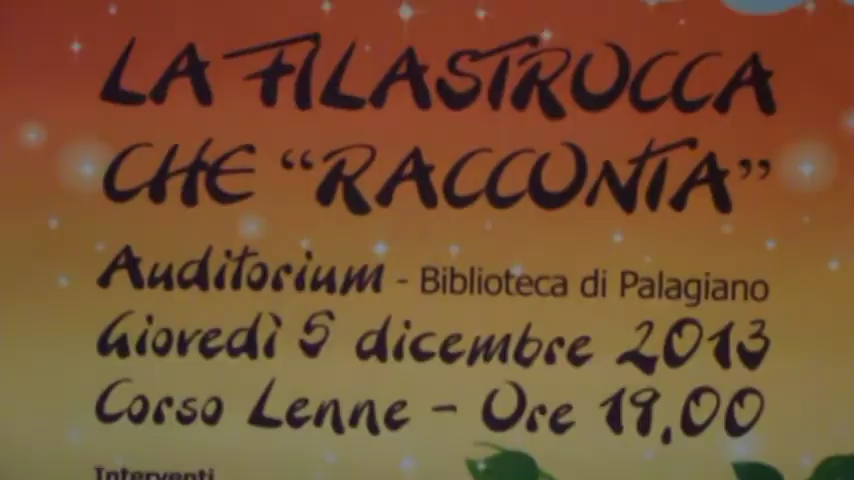 LA FILASTROCCA
CHE “RACCONTA”
Auditorium - Biblioteca di Palagiano
Giovedì 5 dicembre 2013
Corso Lenne - Ore 19,00
Interventi